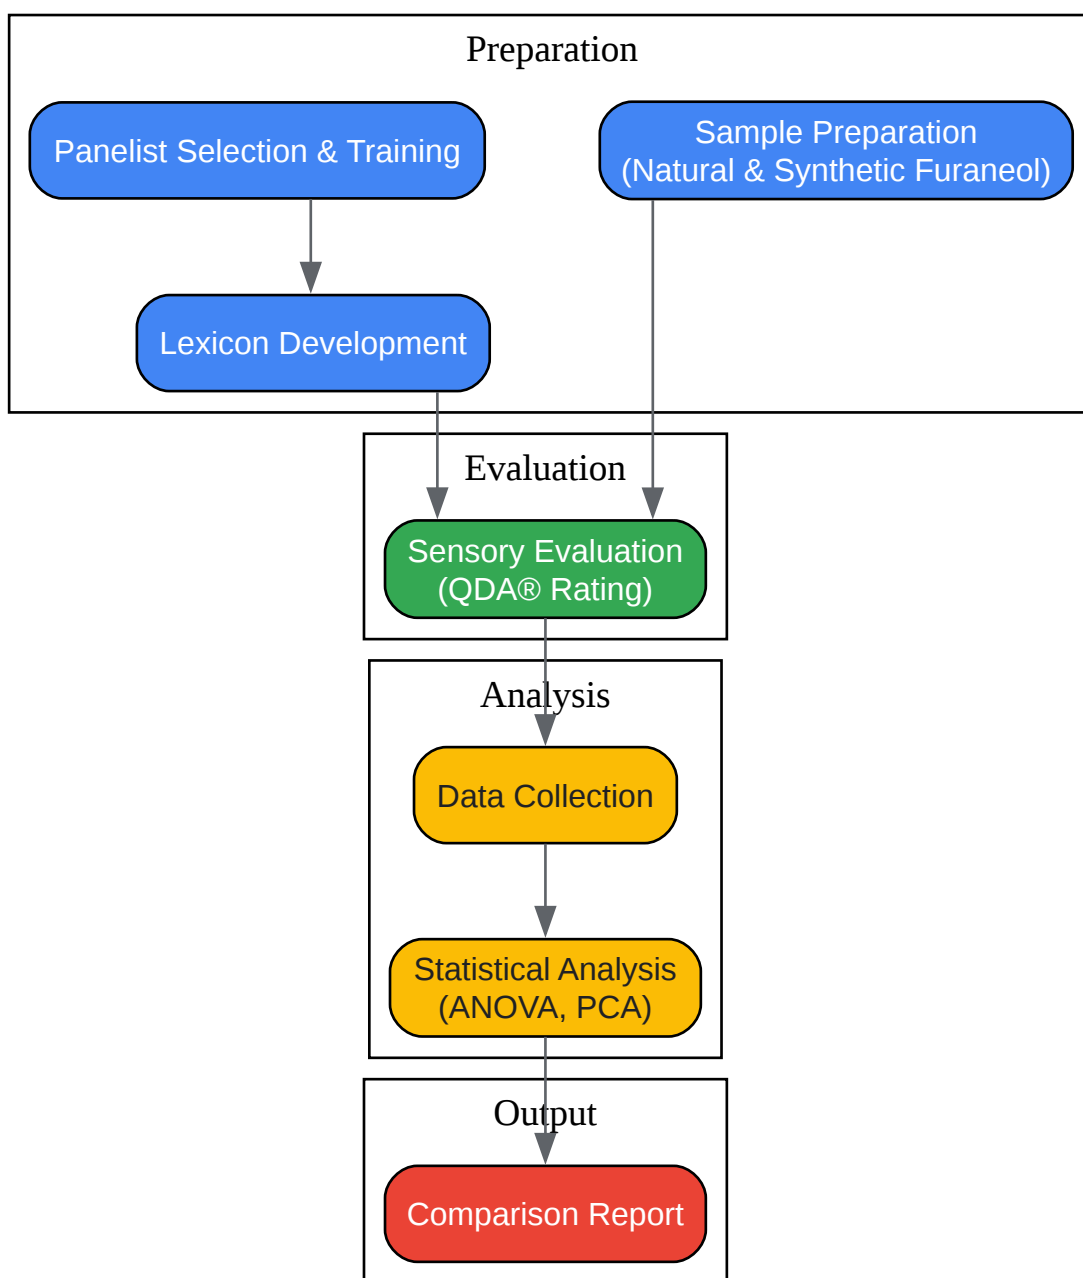 Preparation
Panelist Selection & Training
Sample Preparation
(Natural & Synthetic Furaneol)
Lexicon Development
Evaluation
Sensory Evaluation
(QDA® Rating)
Analysis
Data Collection
Statistical Analysis
(ANOVA, PCA)
Output
Comparison Report